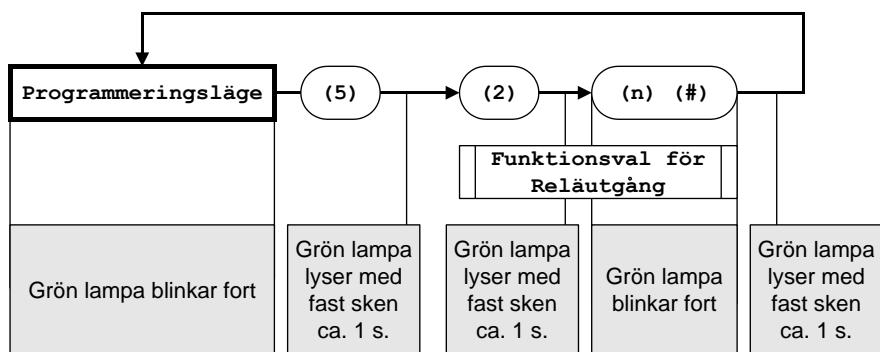 Programmeringsläge
(5)
(2)
(n) (#)
Funktionsval för
Reläutgång
Grön lampa blinkar fort
Grön lampa
lyser med
fast sken
ca. 1 s.
Grön lampa
lyser med
fast sken
ca. 1 s.
Grön lampa
blinkar fort
Grön lampa
lyser med
fast sken
ca. 1 s.